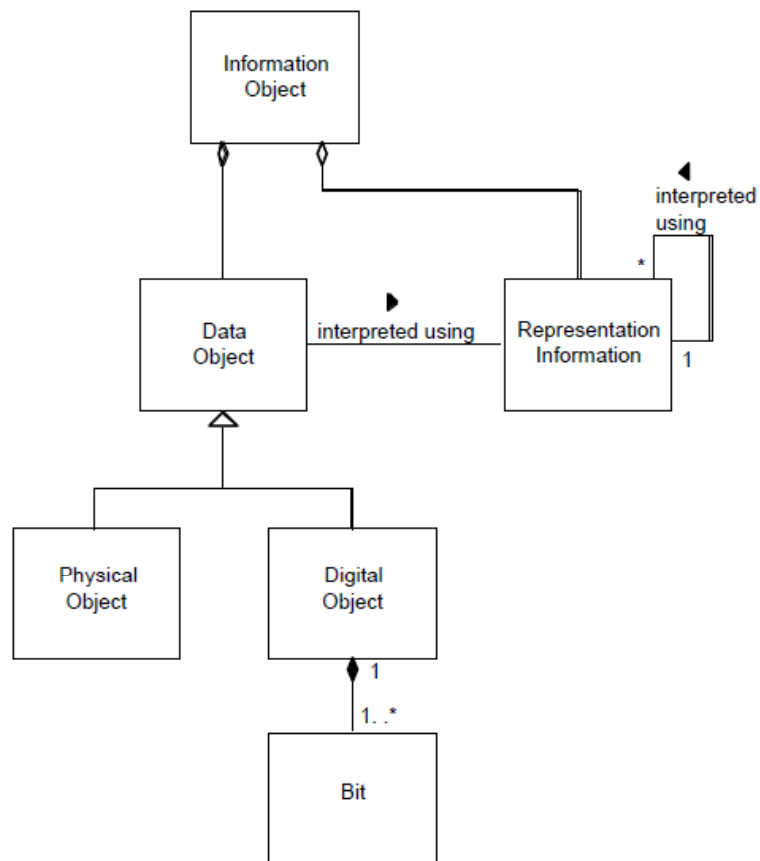 Information
Object
interpreted
using
*
Data
Object
interpreted using
Representation
Information
1
Physical
Object
Digital
Object
1
1. .*
Bit